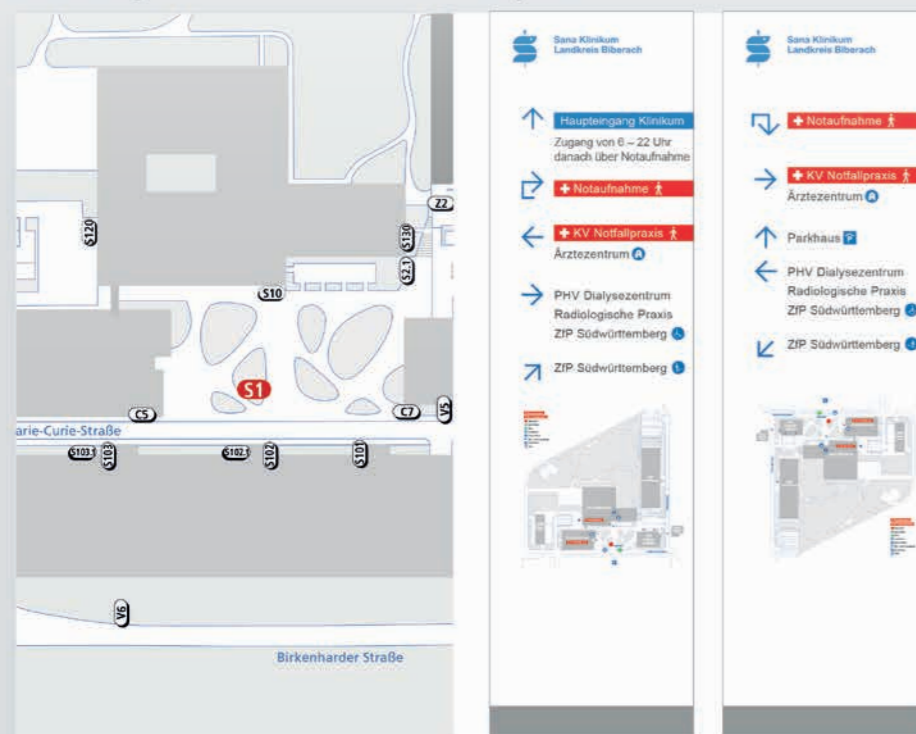 Z2
S120
S130
S2.1
S10
S1
C5
C7
V5
arie-Curie-Straße
S103.1
S103
S102.1
S102
S101
V6
Birkenharder Straße
Sana Klinikum
Landkreis Biberach
Haupteingang Klinikum
Zugang von 6 – 22 Uhr
danach über Notaufnahme
Notaufnahme
KV Notfallpraxis
Ärztezentrum
PHV Dialysezentrum
Radiologische Praxis
ZfP Südwürttemberg
ZfP Südwürttemberg
Sana Klinikum
Landkreis Biberach
Notaufnahme
KV Notfallpraxis
Ärztezentrum
Parkhaus P
PHV Dialysezentrum
Radiologische Praxis
ZfP Südwürttemberg
ZfP Südwürttemberg